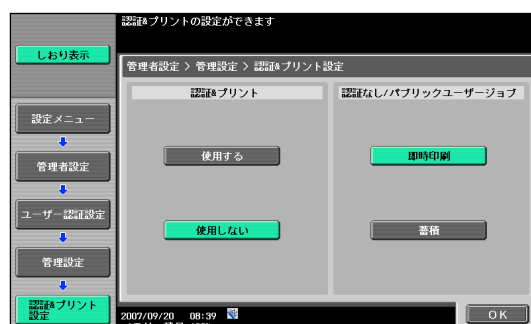 認証&プリントの設定ができます
しおり表示
管理者設定 > 管理設定 > 認証&プリント設定
認証&プリント
認証なし/パブリックユーザージョブ
設定メニュー
使用する
即時印刷
管理者設定
ユーザー認証設定
使用しない
蓄積
管理設定
認証&プリント
設定
2007/09/20 08:39
OK